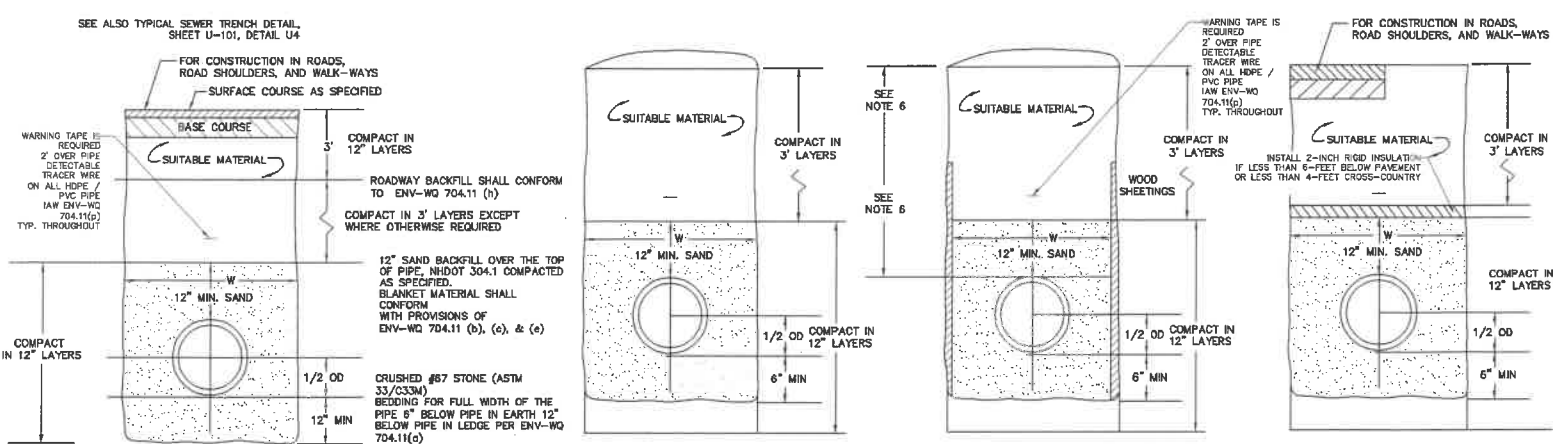 SEE ALSO TYPICAL SEWER TRENCH DETAIL,
SHEET U-101, DETAIL U4
FOR CONSTRUCTION IN ROADS,
ROAD SHOULDERS, AND WALK-WAYS
SURFACE COURSE AS SPECIFIED
BASE COURSE
SUITABLE MATERIAL
3'
COMPACT IN
12" LAYERS
WARNING TAPE IS
REQUIRED
2' OVER PIPE
DETECTABLE
TRACER WIRE
ON ALL HDPE /
PVC PIPE
IAW ENV-WQ
704.11(p)
TYP. THROUGHOUT
ROADWAY BACKFILL SHALL CONFORM
TO ENV-WQ 704.11 (h)
COMPACT IN 3' LAYERS EXCEPT
WHERE OTHERWISE REQUIRED
12" SAND BACKFILL OVER THE TOP
OF PIPE, NHDOT 304.1 COMPACTED
AS SPECIFIED.
BLANKET MATERIAL SHALL
CONFORM
WITH PROVISIONS OF
ENV-WQ 704.11 (b), (c), & (e)
W
12" MIN. SAND
COMPACT
IN 12" LAYERS
1/2 OD
12" MIN
CRUSHED #67 STONE (ASTM
33/C33M)
BEDDING FOR FULL WIDTH OF THE
PIPE 6" BELOW PIPE IN EARTH 12"
BELOW PIPE IN LEDGE PER ENV-WQ
704.11(a)
SUITABLE MATERIAL
COMPACT IN
3' LAYERS
W
12" MIN. SAND
1/2 OD
COMPACT IN
12" LAYERS
6" MIN
SEE
NOTE 6
SEE
NOTE 6
SUITABLE MATERIAL
WARNING TAPE IS
REQUIRED
2' OVER PIPE
DETECTABLE
TRACER WIRE
ON ALL HDPE /
PVC PIPE
IAW ENV-WQ
704.11(p)
TYP. THROUGHOUT
COMPACT IN
3' LAYERS
WOOD
SHEETINGS
W
12" MIN. SAND
1/2 OD
COMPACT IN
12" LAYERS
6" MIN
FOR CONSTRUCTION IN ROADS,
ROAD SHOULDERS, AND WALK-WAYS
SUITABLE MATERIAL
COMPACT IN
3' LAYERS
INSTALL 2-INCH RIGID INSULATION
IF LESS THAN 6-FEET BELOW PAVEMENT
OR LESS THAN 4-FEET CROSS-COUNTRY
W
12" MIN. SAND
COMPACT IN
12" LAYERS
1/2 OD
6" MIN